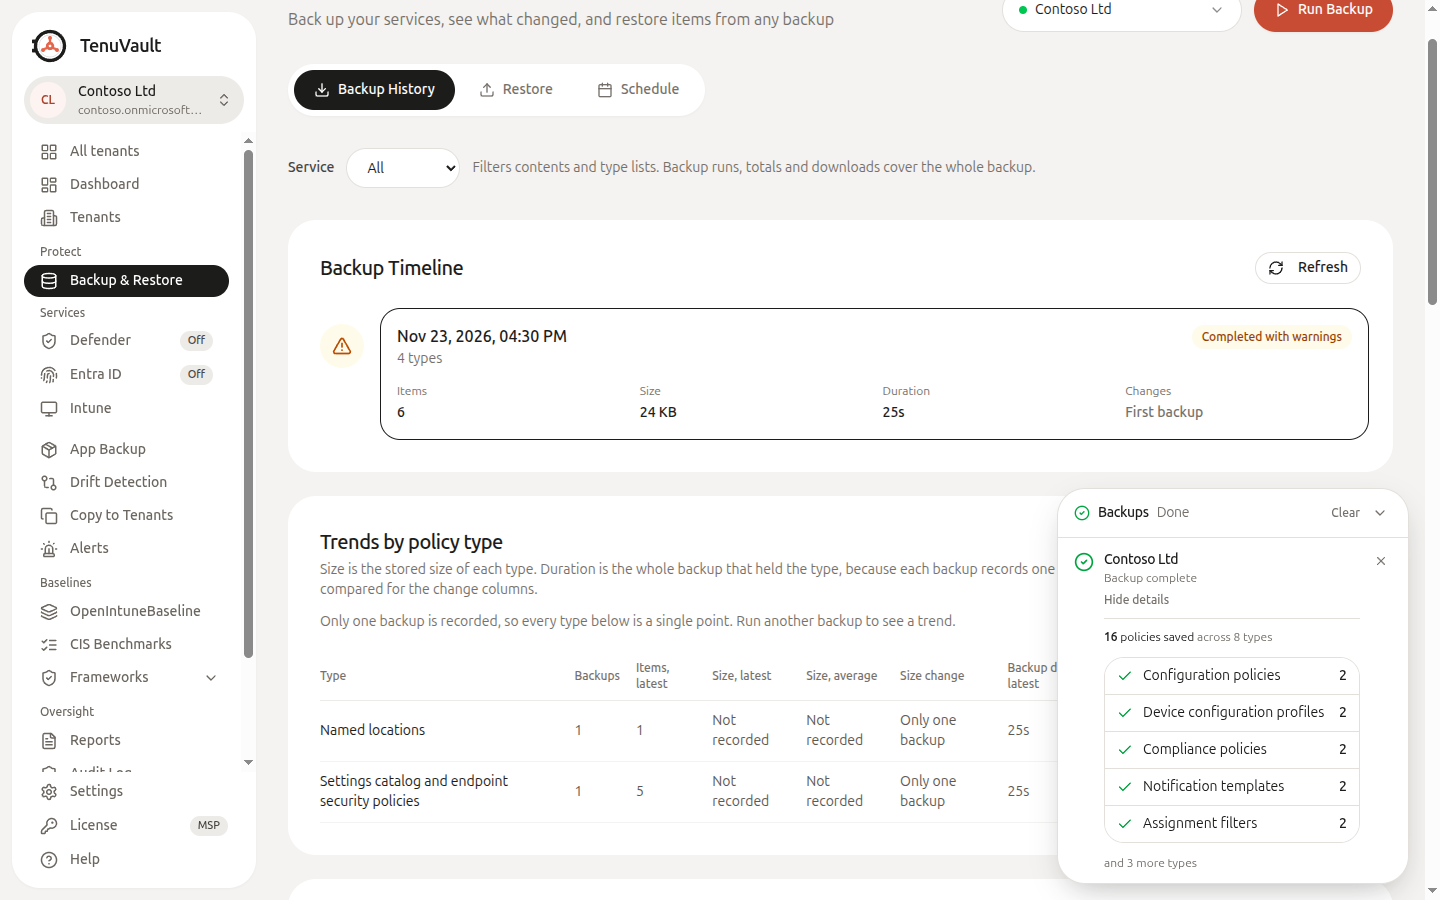 TenuVault
CL
Contoso Ltd
contoso.onmicrosoft...
All tenants
Dashboard
Tenants
Protect
Backup & Restore
Services
Defender Off
Entra ID Off
Intune
App Backup
Drift Detection
Copy to Tenants
Alerts
Baselines
OpenIntuneBaseline
CIS Benchmarks
Frameworks
Oversight
Reports
Audit Log
Settings
License MSP
Help
Back up your services, see what changed, and restore items from any backup
Contoso Ltd
Run Backup
Backup History
Restore
Schedule
Service
All
Filters contents and type lists. Backup runs, totals and downloads cover the whole backup.
Backup Timeline
Refresh
Nov 23, 2026, 04:30 PM
Completed with warnings
4 types
Items Size Duration Changes
6 24 KB 25s First backup
Trends by policy type
Size is the stored size of each type. Duration is the whole backup that held the type, because each backup records one
compared for the change columns.
Only one backup is recorded, so every type below is a single point. Run another backup to see a trend.
Type Backups Items, latest Size, latest Size, average Size change Backup d latest
Named locations 1 1 Not recorded Not recorded Only one backup 25s
Settings catalog and endpoint security policies 1 5 Not recorded Not recorded Only one backup 25s
Backups Done Clear
Contoso Ltd
Backup complete
Hide details
16 policies saved across 8 types
Configuration policies 2
Device configuration profiles 2
Compliance policies 2
Notification templates 2
Assignment filters 2
and 3 more types